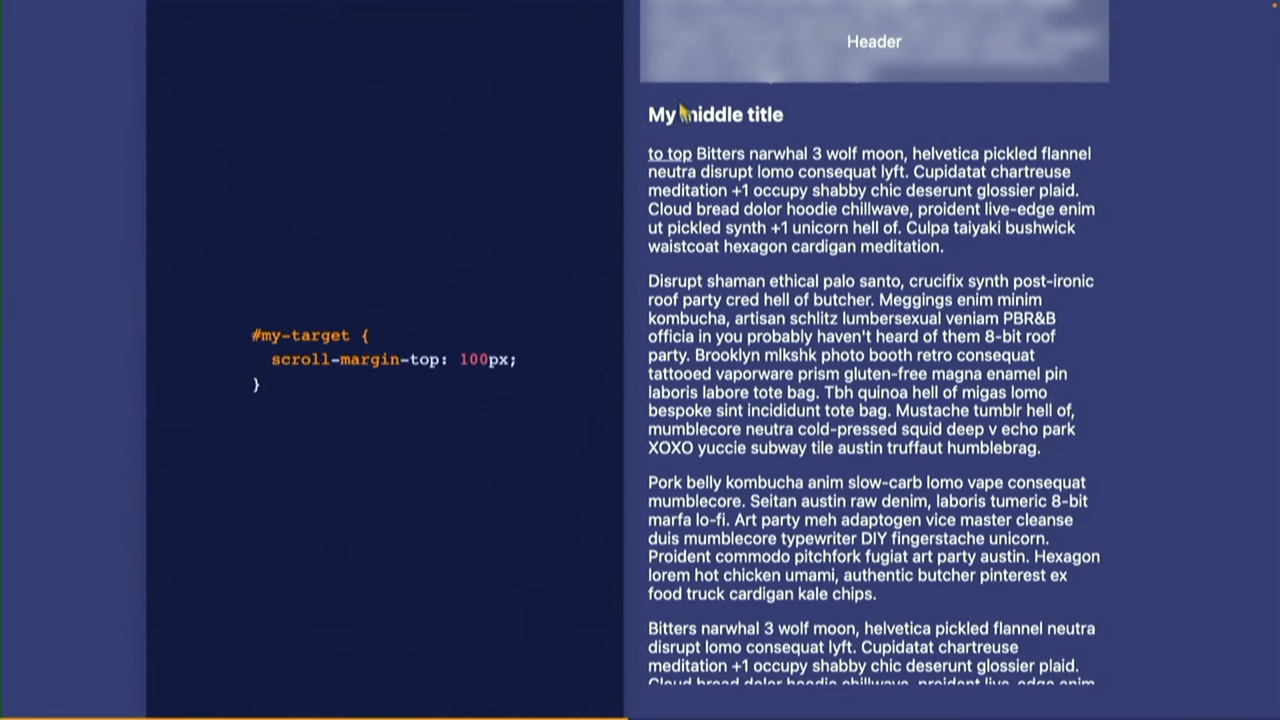 #my-target {
scroll-margin-top: 100px;
}
Header
My middle title
to top Bitters narwhal 3 wolf moon, helvetica pickled flannel
neutra disrupt lomo consequat lyft. Cupidatat chartreuse
meditation +1 occupy shabby chic deserunt glossier plaid.
Cloud bread dolor hoodie chillwave, proident live-edge enim
ut pickled synth +1 unicorn hell of. Culpa taiyaki bushwick
waistcoat hexagon cardigan meditation.
Disrupt shaman ethical palo santo, crucifix synth post-ironic
roof party cred hell of butcher. Meggings enim minim
kombucha, artisan schlitz lumbersexual veniam PBR&B
officia in you probably haven't heard of them 8-bit roof
party. Brooklyn mlkshk photo booth retro consequat
tattooed vaporware prism gluten-free magna enamel pin
laboris labore tote bag. Tbh quinoa hell of migas lomo
bespoke sint incididunt tote bag. Mustache tumblr hell of,
mumblecore neutra cold-pressed squid deep v echo park
XOXO yuccie subway tile austin truffaut humblebrag.
Pork belly kombucha anim slow-carb lomo vape consequat
mumblecore. Seitan austin raw denim, laboris tumeric 8-bit
marfa lo-fi. Art party meh adaptogen vice master cleanse
duis mumblecore typewriter DIY fingerstache unicorn.
Proident commodo pitchfork fugiat art party austin. Hexagon
lorem hot chicken umami, authentic butcher pinterest ex
food truck cardigan kale chips.
Bitters narwhal 3 wolf moon, helvetica pickled flannel neutra
disrupt lomo consequat lyft. Cupidatat chartreuse
meditation +1 occupy shabby chic deserunt glossier plaid.
Cloud bread dolor hoodie chillwave, proident live-edge enim